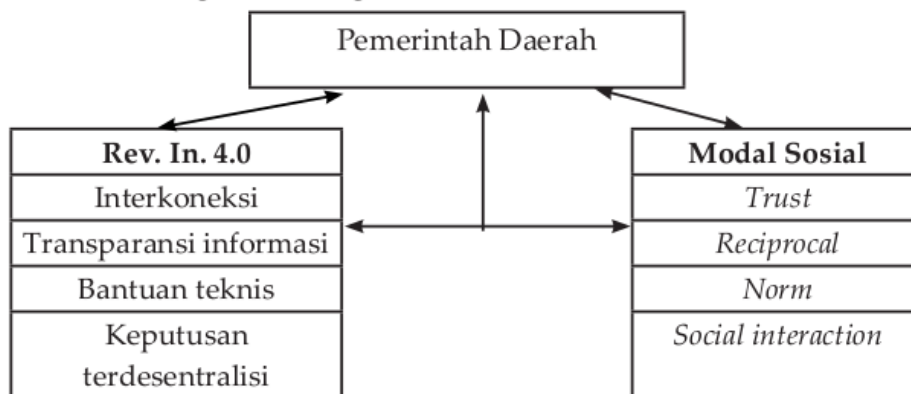 Pemerintah Daerah
Rev. In. 4.0
Interkoneksi
Transparansi informasi
Bantuan teknis
Keputusan
terdesentralisi
Modal Sosial
Trust
Reciprocal
Norm
Social interaction